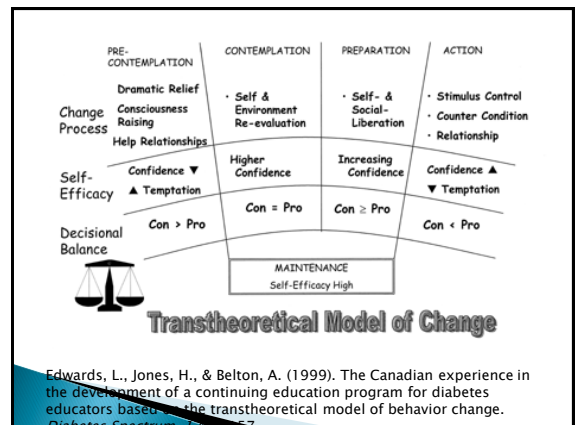 PRE-
CONTEMPLATION
CONTEMPLATION
PREPARATION
ACTION
Change
Process
Dramatic Relief
Consciousness
Raising
Help Relationships
• Self &
Environment
Re-evaluation
• Self- &
Social-
Liberation
• Stimulus Control
• Counter Condition
• Relationship
Self-
Efficacy
Confidence ▼
▲ Temptation
Higher
Confidence
Increasing
Confidence
Confidence ▲
▼ Temptation
Decisional
Balance
Con > Pro
Con = Pro
Con ≥ Pro
Con < Pro
MAINTENANCE
Self-Efficacy High
Transtheoretical Model of Change
Edwards, L., Jones, H., & Belton, A. (1999). The Canadian experience in
the development of a continuing education program for diabetes
educators based on the transtheoretical model of behavior change.
Diabetes Spectrum,